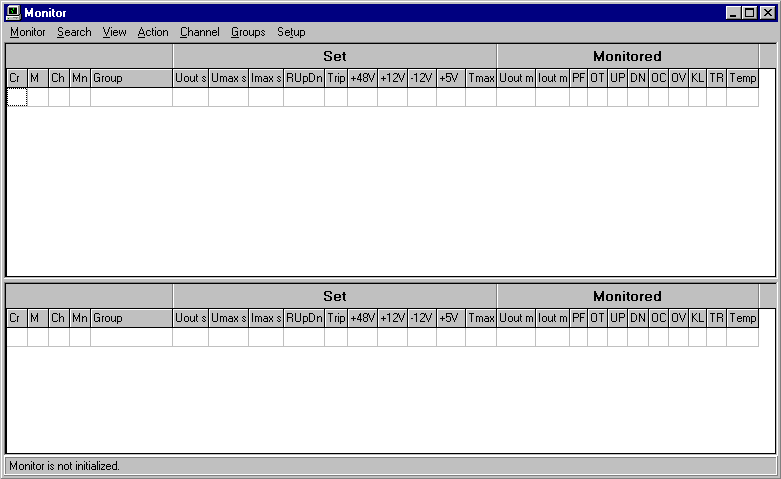 Monitor
Monitor Search View Action Channel Groups Setup
Set Monitored
Cr M Ch Mn Group Uout s Umax s Imax s RUpDn Trip +48V +12V -12V +5V Tmax Uout m Iout m PF OT UP DN OC OV KL TR Temp
Set Monitored
Cr M Ch Mn Group Uout s Umax s Imax s RUpDn Trip +48V +12V -12V +5V Tmax Uout m Iout m PF OT UP DN OC OV KL TR Temp
Monitor is not initialized.